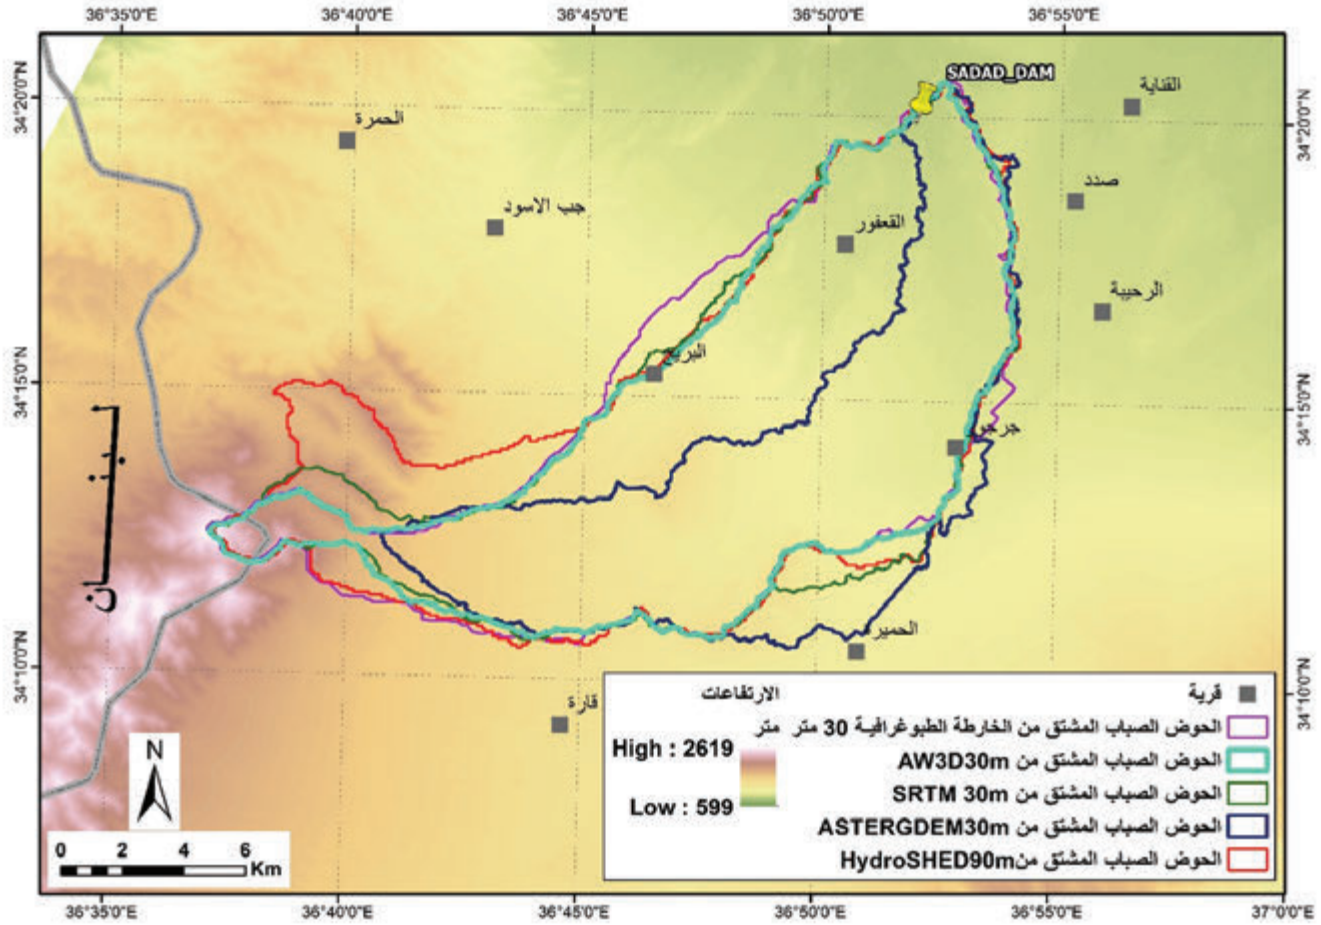 36°35'0"E 36°40'0"E 36°45'0"E 36°50'0"E 36°55'0"E
34°20'0"N
34°20'0"N
SADAD_DAM
القناية
الحمرة
صدد
جب الاسود
القعفور
الرحيبة
البريج
34°15'0"N
34°15'0"N
جرجور
لبنان
الحميرة
34°10'0"N
34°10'0"N
قارة
قرية
الحوض الصباب المشتق من الخارطة الطبوغرافية 30 متر
الحوض الصباب المشتق من AW3D30m
الحوض الصباب المشتق من SRTM 30m
الحوض الصباب المشتق من ASTERGDEM30m
الحوض الصباب المشتق من HydroSHED90m
الارتفاعات
متر
High : 2619
Low : 599
N
0 2 4 6
Km
36°35'0"E 36°40'0"E 36°45'0"E 36°50'0"E 36°55'0"E 37°0'0"E